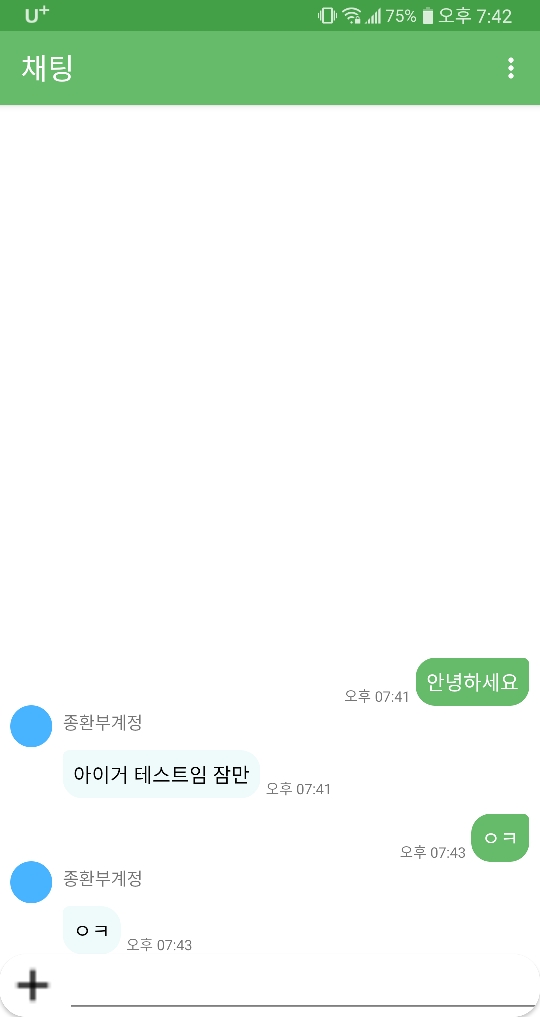 U+ 75% 오후 7:42
채팅
안녕하세요
오후 07:41
종환부계정
아이거 테스트임 잠만
오후 07:41
ㅇㅋ
오후 07:43
종환부계정
ㅇㅋ
오후 07:43